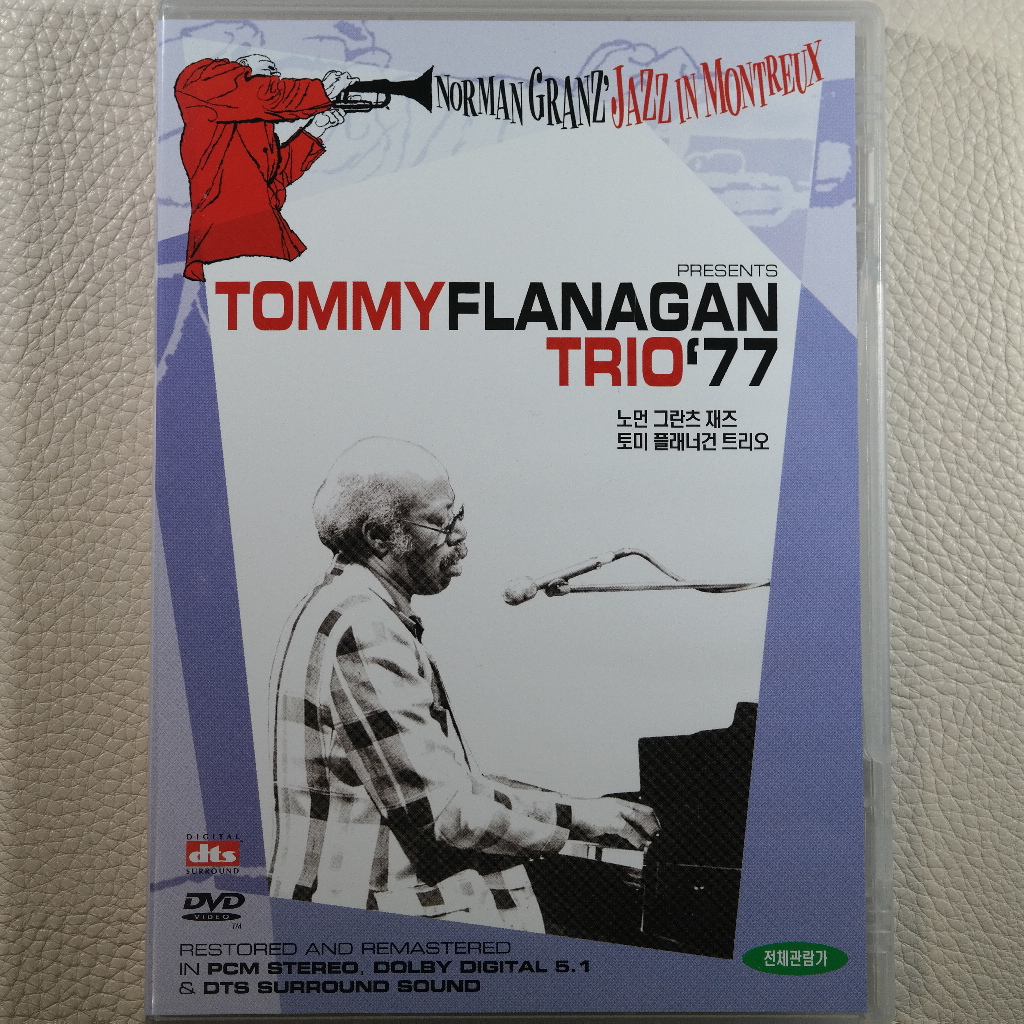 NORMAN GRANZ' JAZZ IN MONTREUX
PRESENTS
TOMMYFLANAGAN
TRIO‘77
노먼 그란츠 재즈
토미 플래너건 트리오
DIGITAL
dts
SURROUND
DVD
VIDEO
TM
RESTORED AND REMASTERED
IN PCM STEREO, DOLBY DIGITAL 5.1
& DTS SURROUND SOUND
전체관람가